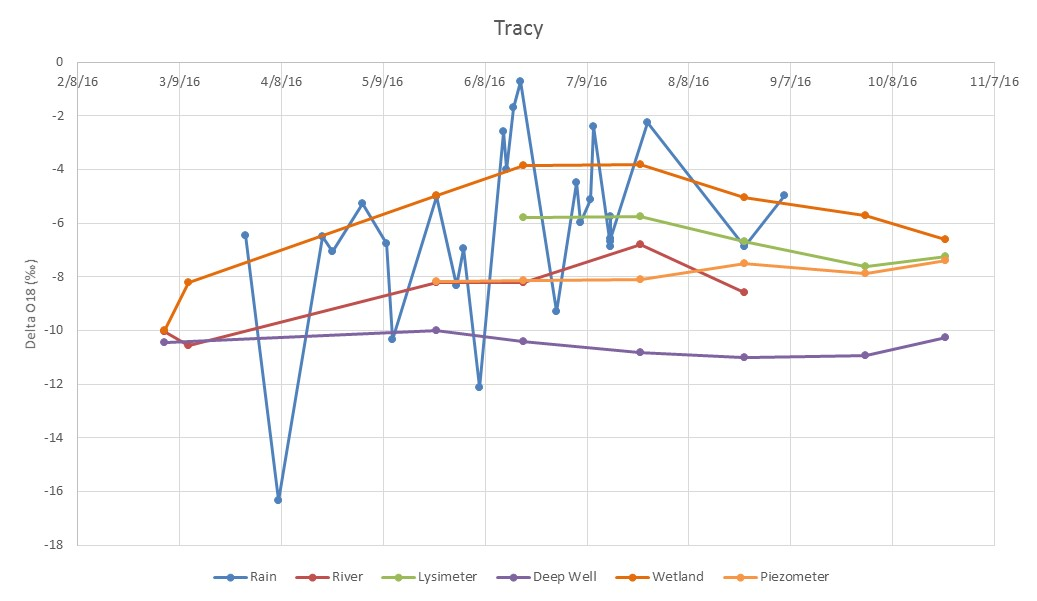 Tracy
0
2/8/16 3/9/16 4/8/16 5/9/16 6/8/16 7/9/16 8/8/16 9/7/16 10/8/16 11/7/16
-2
-4
-6
-8
-10
-12
-14
-16
-18
Delta O18 (‰)
Rain River Lysimeter Deep Well Wetland Piezometer